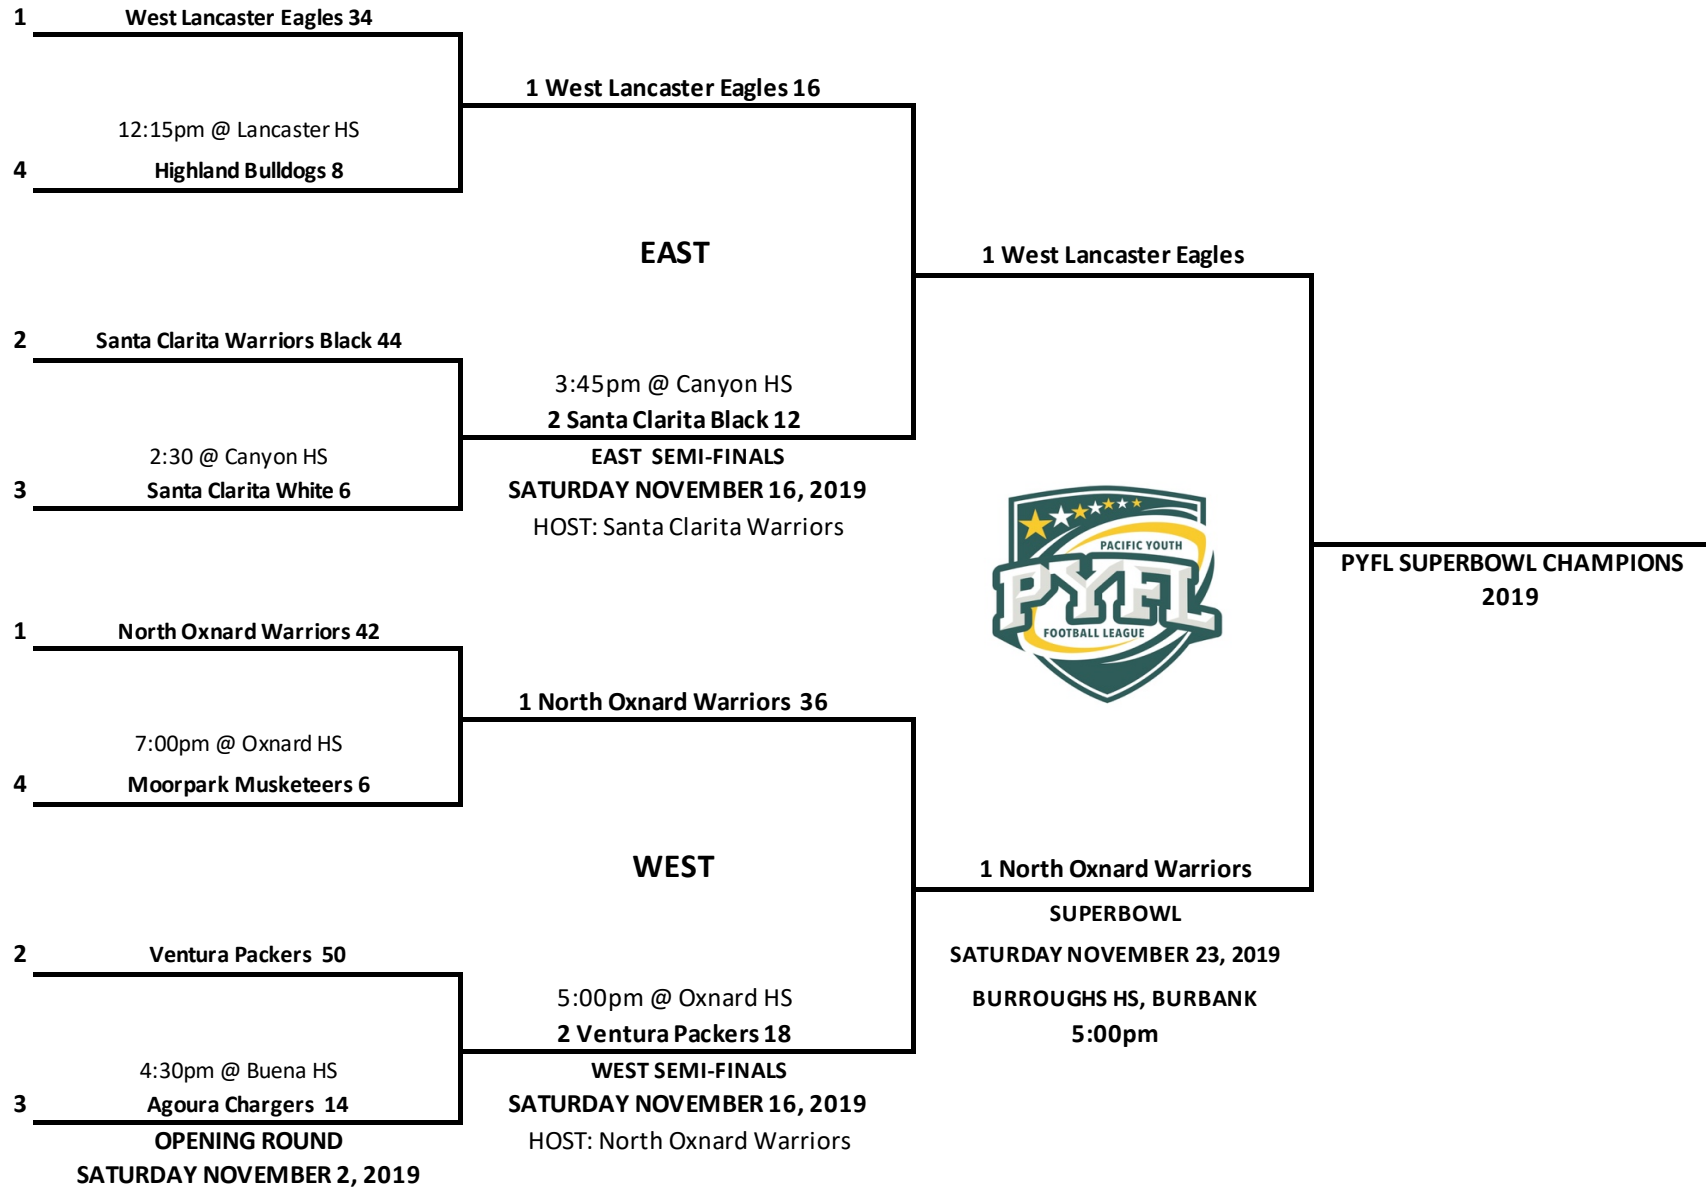 1 West Lancaster Eagles 34
1 West Lancaster Eagles 16
12:15pm @ Lancaster HS
4 Highland Bulldogs 8
EAST
1 West Lancaster Eagles
2 Santa Clarita Warriors Black 44
3:45pm @ Canyon HS
2 Santa Clarita Black 12
2:30 @ Canyon HS
EAST SEMI-FINALS
3 Santa Clarita White 6
SATURDAY NOVEMBER 16, 2019
HOST: Santa Clarita Warriors
PACIFIC YOUTH
PYFL
FOOTBALL LEAGUE
PYFL SUPERBOWL CHAMPIONS
2019
1 North Oxnard Warriors 42
1 North Oxnard Warriors 36
7:00pm @ Oxnard HS
4 Moorpark Musketeers 6
WEST
1 North Oxnard Warriors
SUPERBOWL
2 Ventura Packers 50
SATURDAY NOVEMBER 23, 2019
5:00pm @ Oxnard HS
BURROUGHS HS, BURBANK
2 Ventura Packers 18
5:00pm
4:30pm @ Buena HS
WEST SEMI-FINALS
3 Agoura Chargers 14
SATURDAY NOVEMBER 16, 2019
OPENING ROUND
HOST: North Oxnard Warriors
SATURDAY NOVEMBER 2, 2019